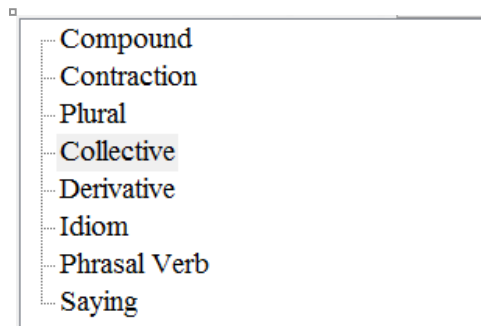 Compound
Contraction
Plural
Collective
Derivative
Idiom
Phrasal Verb
Saying